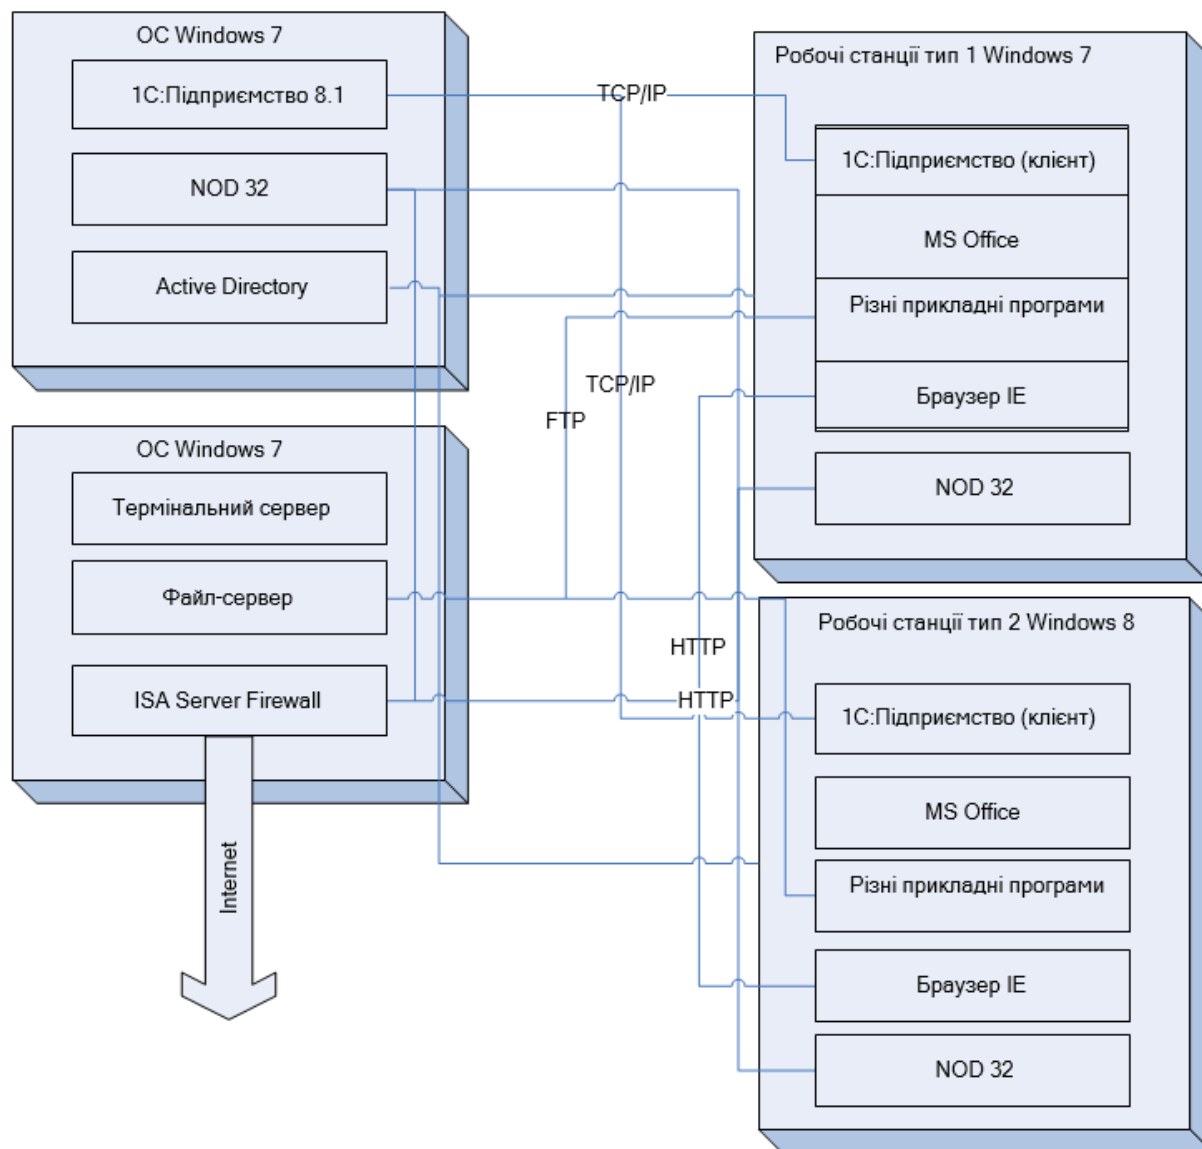 ОС Windows 7
1С:Підприємство 8.1
NOD 32
Active Directory
ОС Windows 7
Термінальний сервер
Файл-сервер
ISA Server Firewall
Internet
TCP/IP
TCP/IP
FTP
HTTP
HTTP
Робочі станції тип 1 Windows 7
1С:Підприємство (клієнт)
MS Office
Різні прикладні програми
Браузер IE
NOD 32
Робочі станції тип 2 Windows 8
1С:Підприємство (клієнт)
MS Office
Різні прикладні програми
Браузер IE
NOD 32